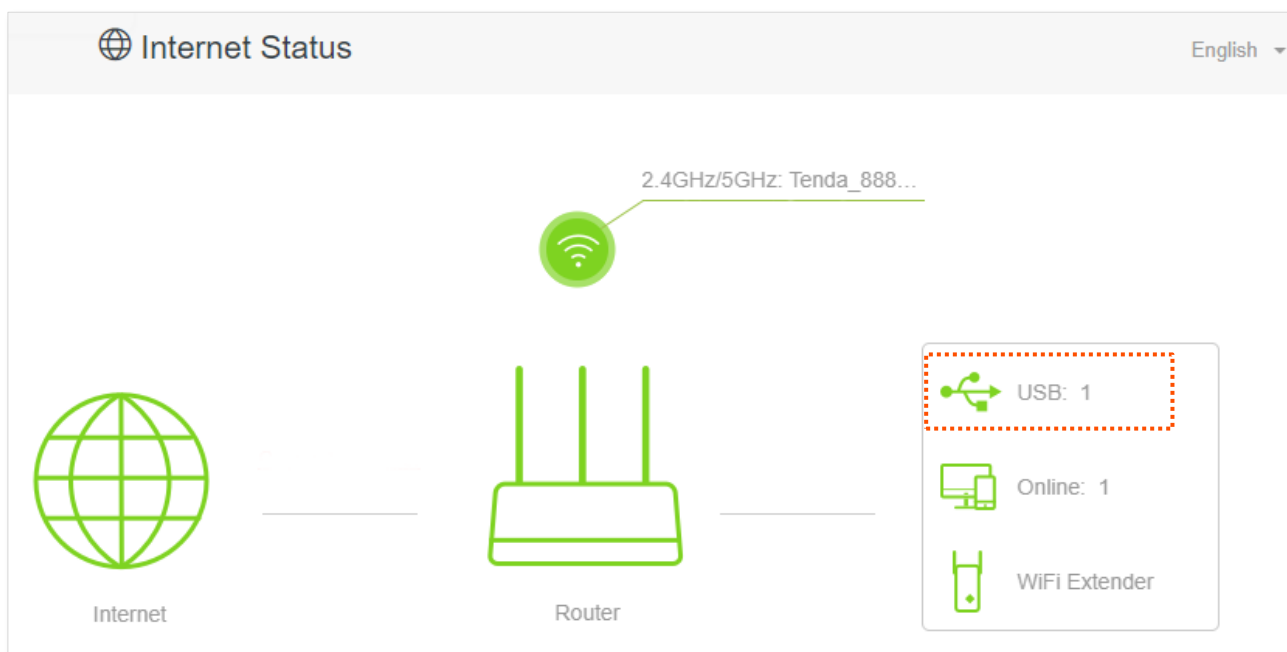 Internet Status
English
2.4GHz/5GHz: Tenda_888...
USB: 1
Online: 1
WiFi Extender
Internet
Router